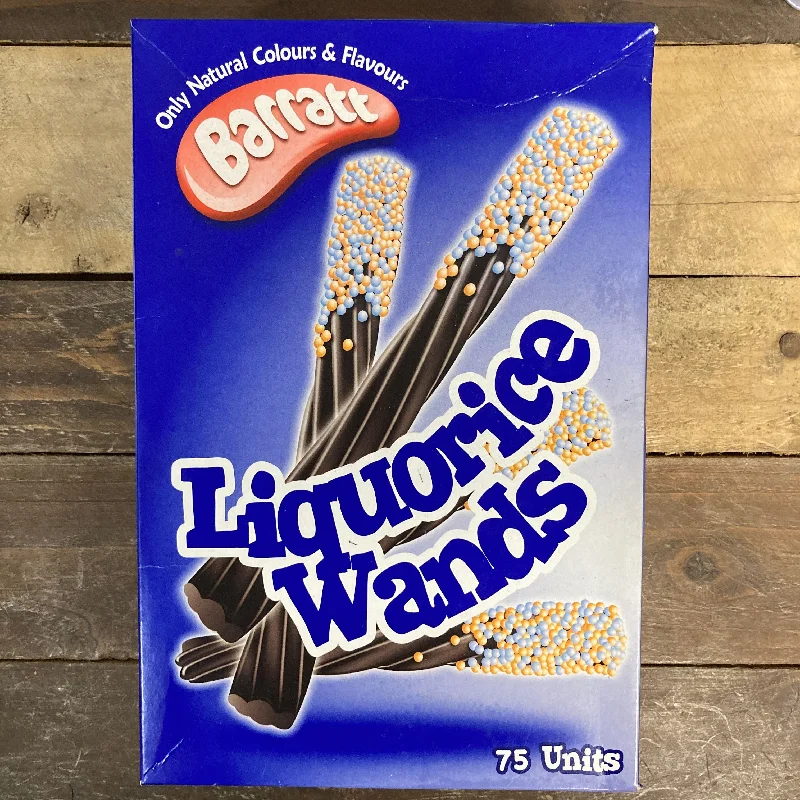 Only Natural Colours & Flavours
Barratt
Liquorice
Wands
75 Units